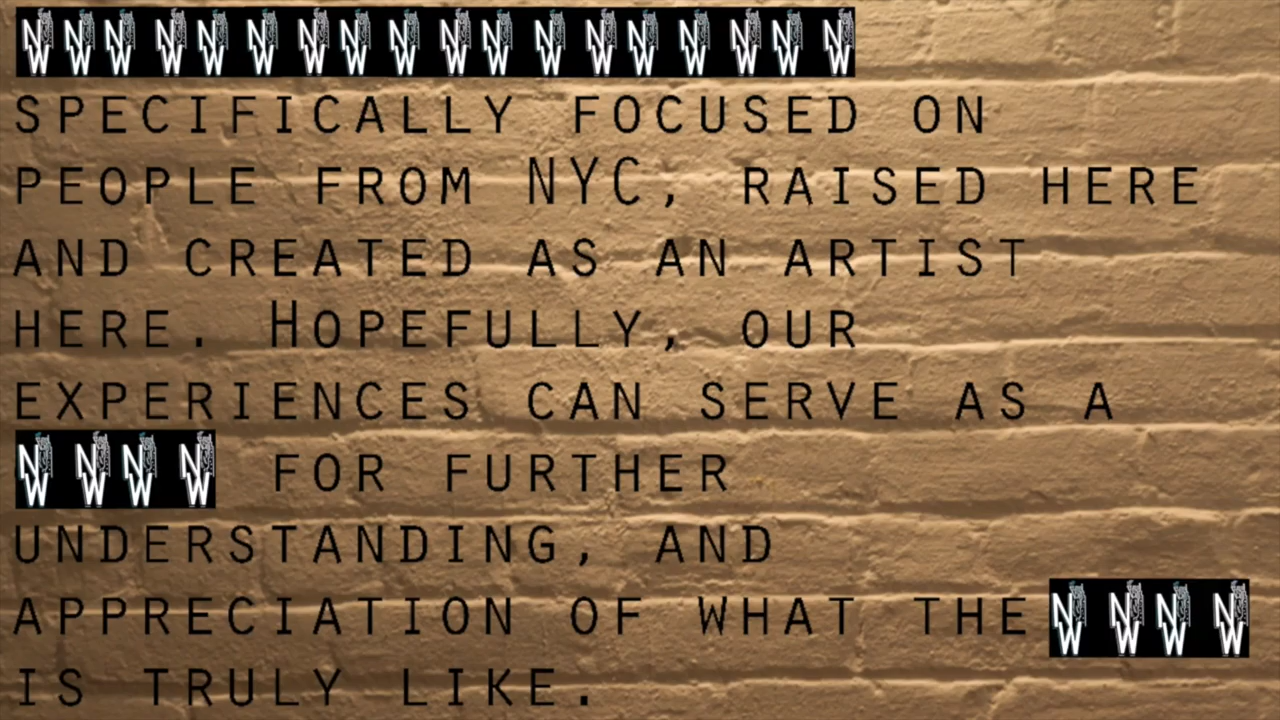 SPECIFICALLY FOCUSED ON
PEOPLE FROM NYC, RAISED HERE
AND CREATED AS AN ARTIST
HERE. HOPEFULLY, OUR
EXPERIENCES CAN SERVE AS A
FOR FURTHER
UNDERSTANDING, AND
APPRECIATION OF WHAT THE
IS TRULY LIKE.